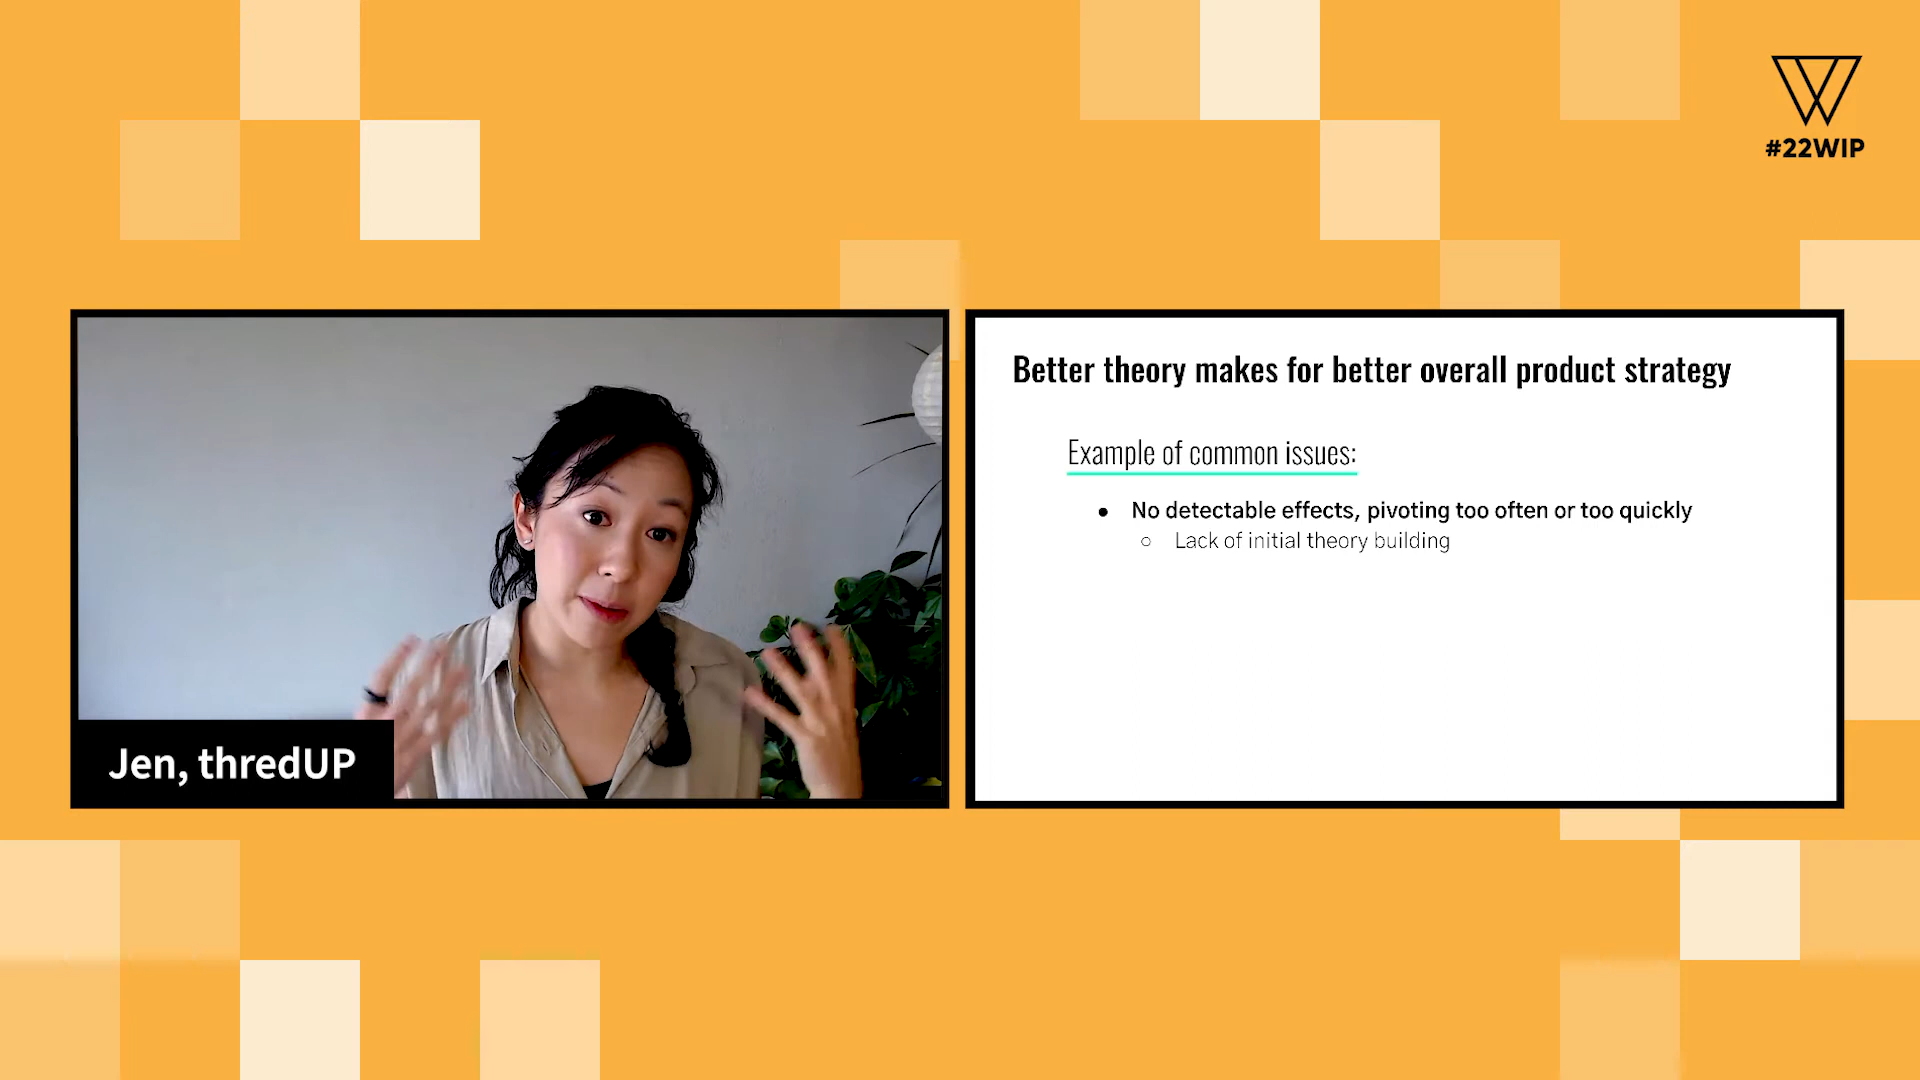 #22WIP
Jen, thredUP
Better theory makes for better overall product strategy
Example of common issues:
● No detectable effects, pivoting too often or too quickly
○ Lack of initial theory building